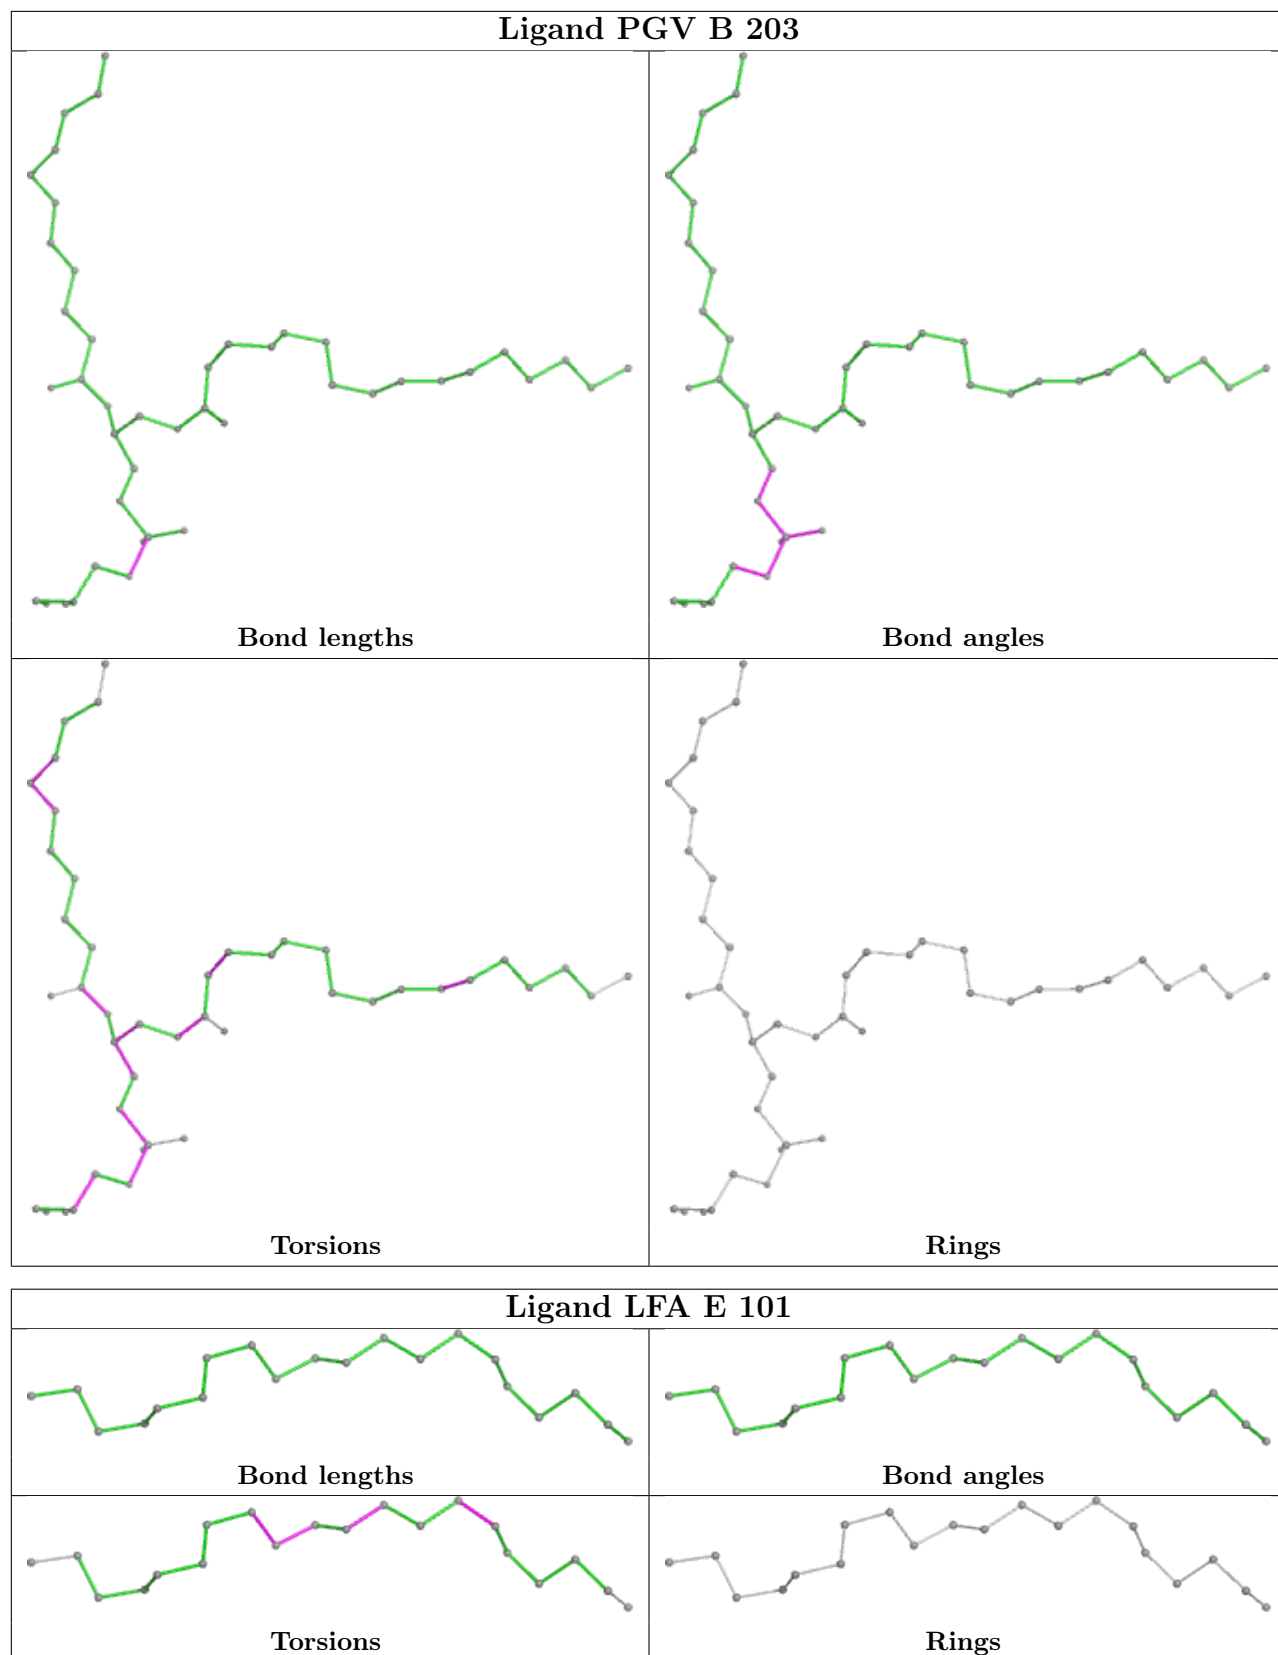 Ligand PGV B 203
Bond lengths
Bond angles
Torsions
Rings
Ligand LFA E 101
Bond lengths
Bond angles
Torsions
Rings